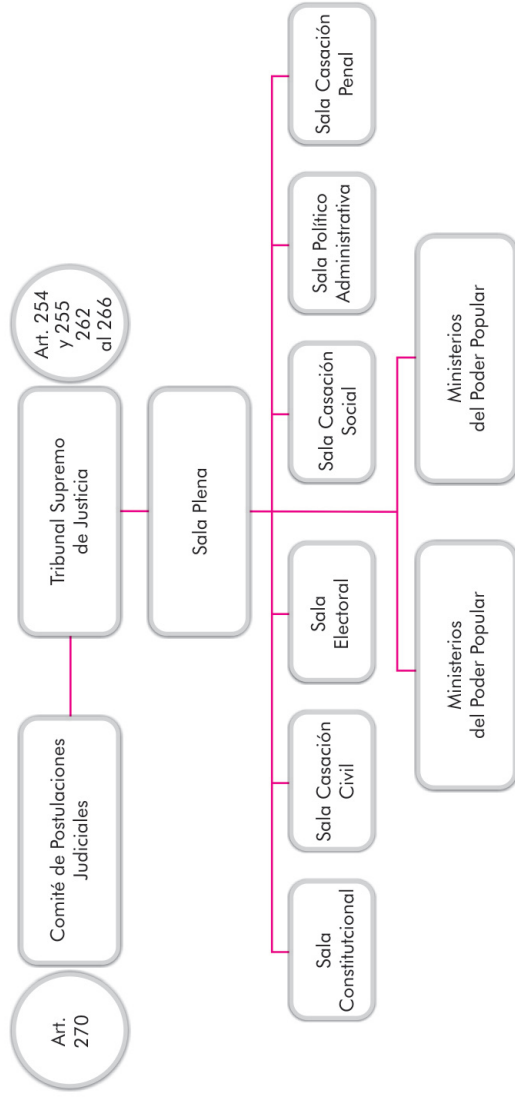 Art.
270
Comité de Postulaciones
Judiciales
Tribunal Supremo
de Justicia
Art. 254
y 255
262
al 266
Sala Plena
Sala
Constitutcional
Sala Casación
Civil
Sala
Electoral
Sala Casación
Social
Sala Político
Administrativa
Sala Casación
Penal
Ministerios
del Poder Popular
Ministerios
del Poder Popular